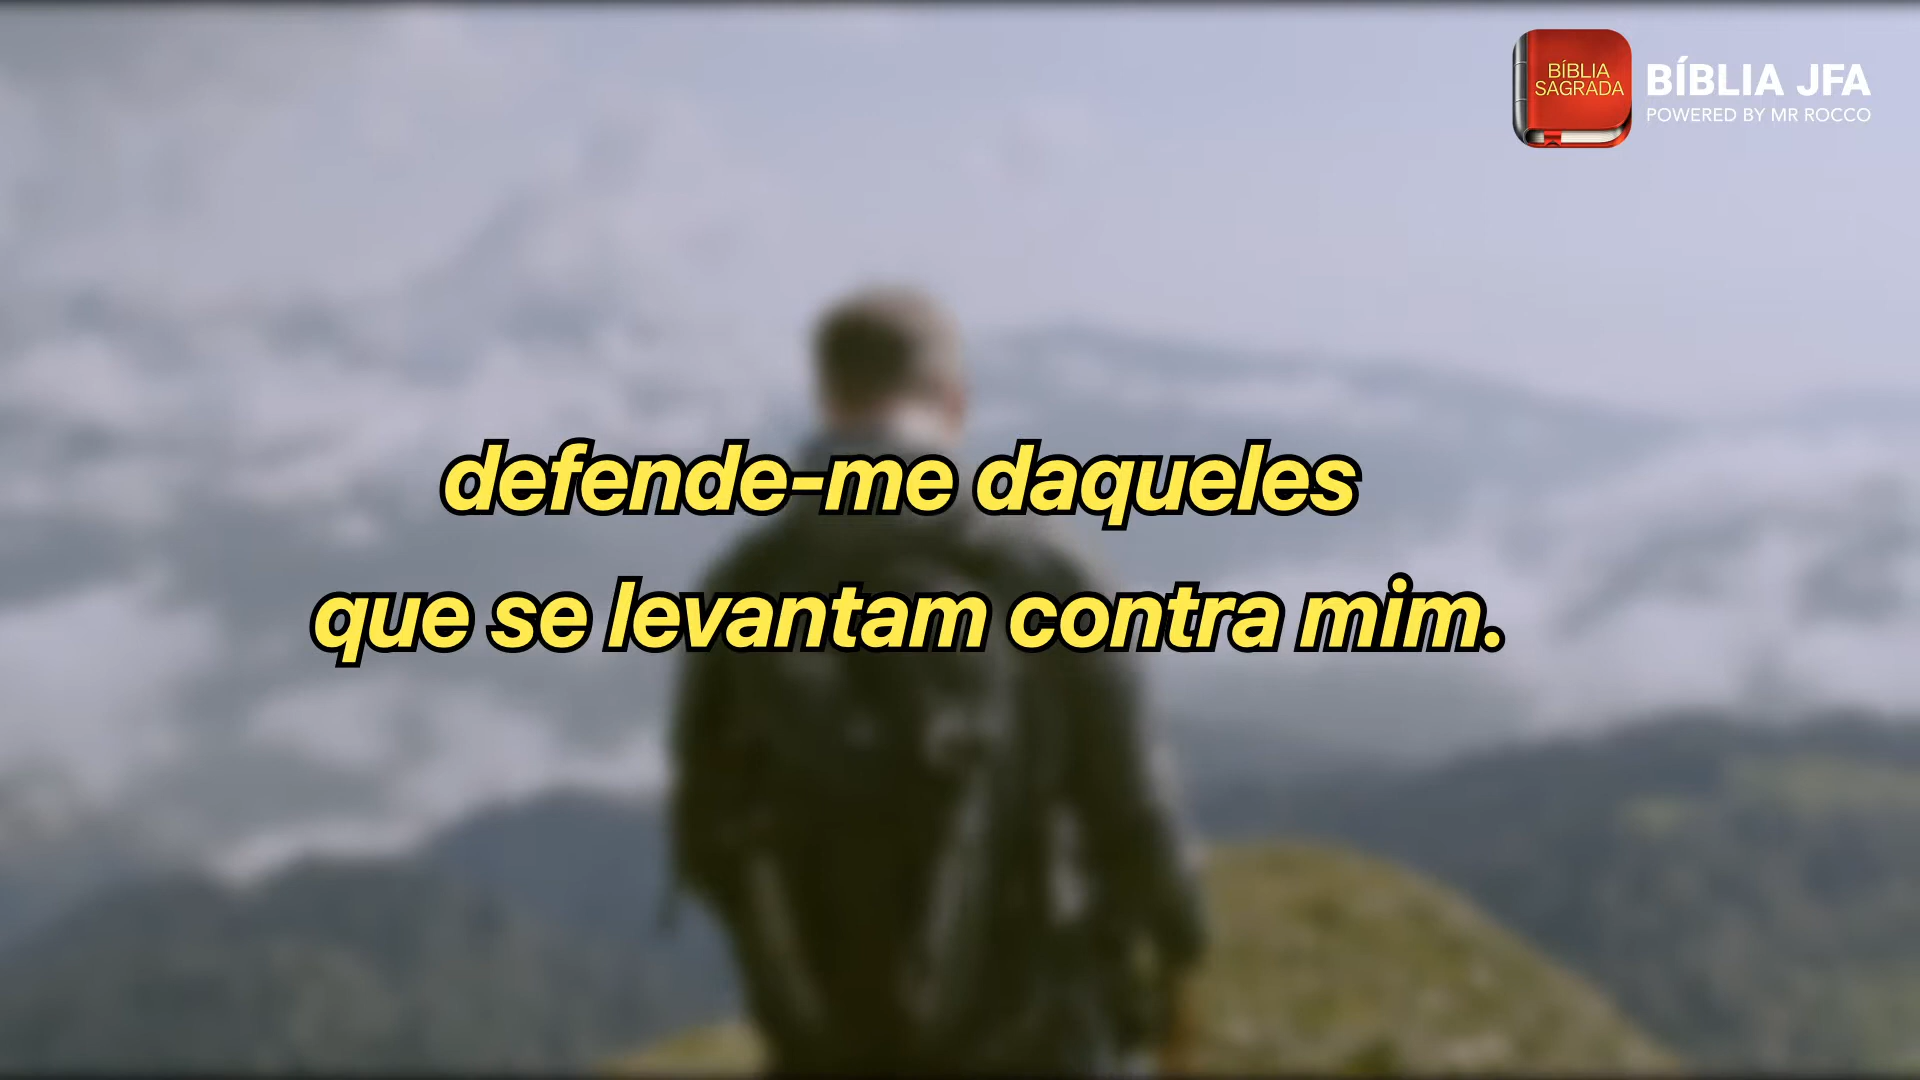 BÍBLIA
SAGRADA
BÍBLIA JFA
POWERED BY MR ROCCO
defende-me daqueles
que se levantam contra mim.